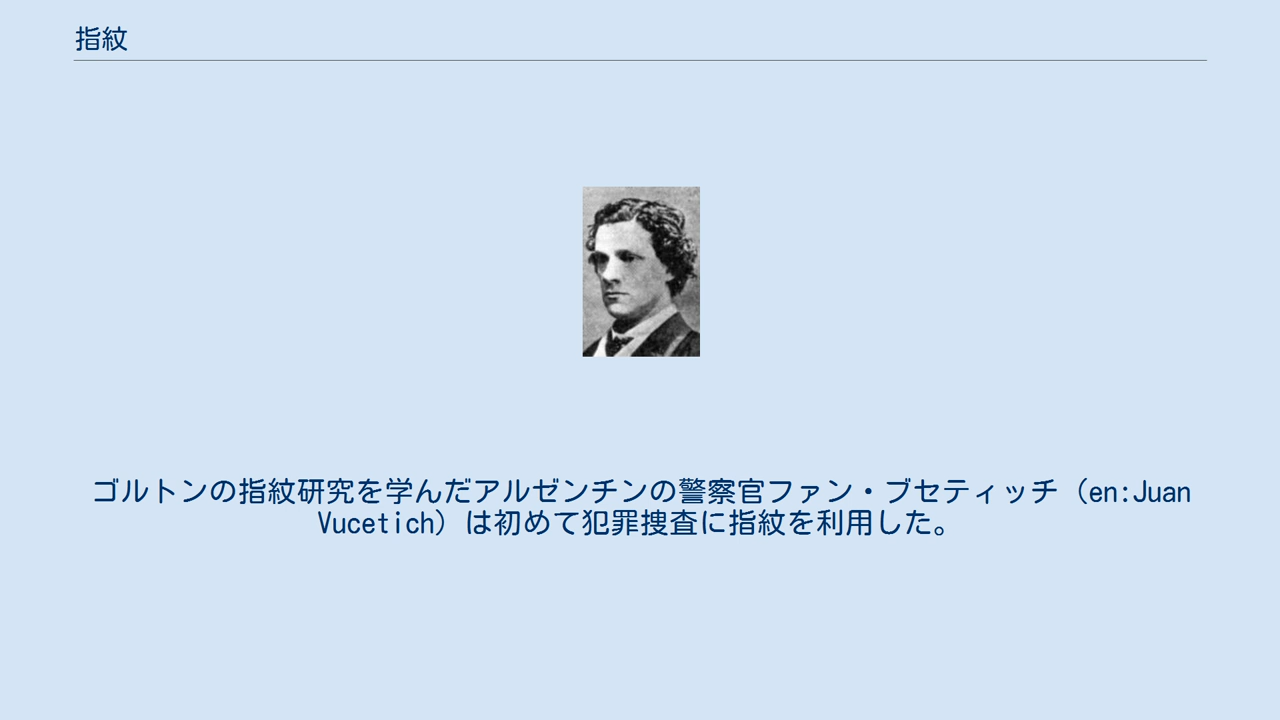 指紋
ゴルトンの指紋研究を学んだアルゼンチンの警察官ファン・ブセティッチ（en:Juan
Vucetich）は初めて犯罪捜査に指紋を利用した。